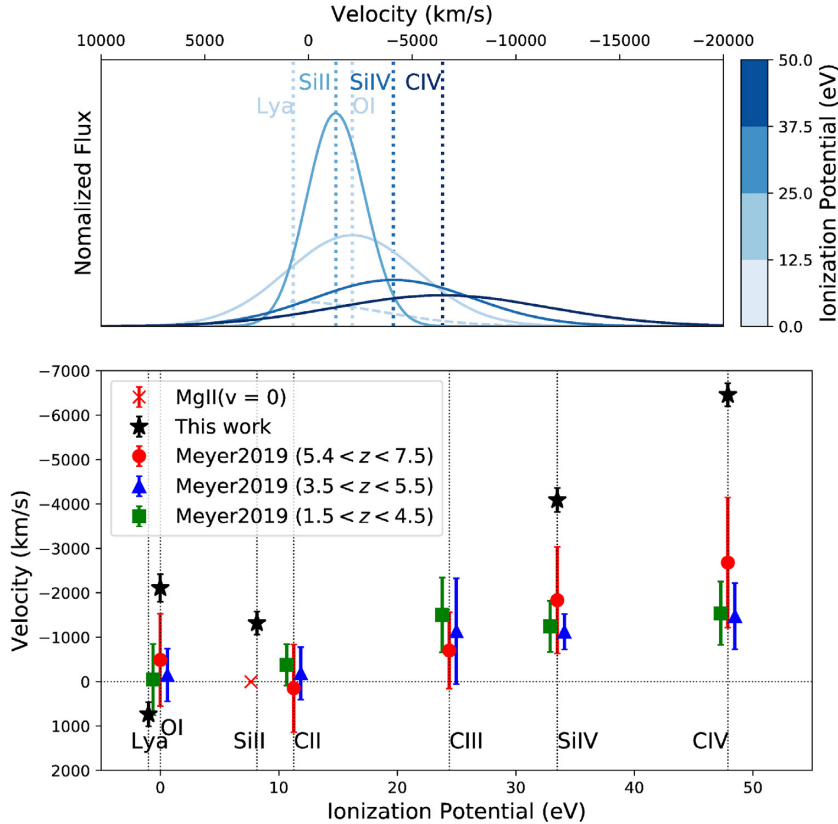 Velocity (km/s)
10000 5000 0 −5000 −10000 −15000 −20000
Nomalized Flux
SiII SiIV CIV
Lya OI
50.0
37.5
25.0
12.5
0.0
Ionization Potential (eV)
−7000
−6000
−5000
−4000
−3000
−2000
−1000
0
1000
2000
Velocity (km/s)
MgII(v = 0)
This work
Meyer2019 (5.4 < z < 7.5)
Meyer2019 (3.5 < z < 5.5)
Meyer2019 (1.5 < z < 4.5)
OI
Lya SiII CII CIII SiIV CIV
0 10 20 30 40 50
Ionization Potential (eV)